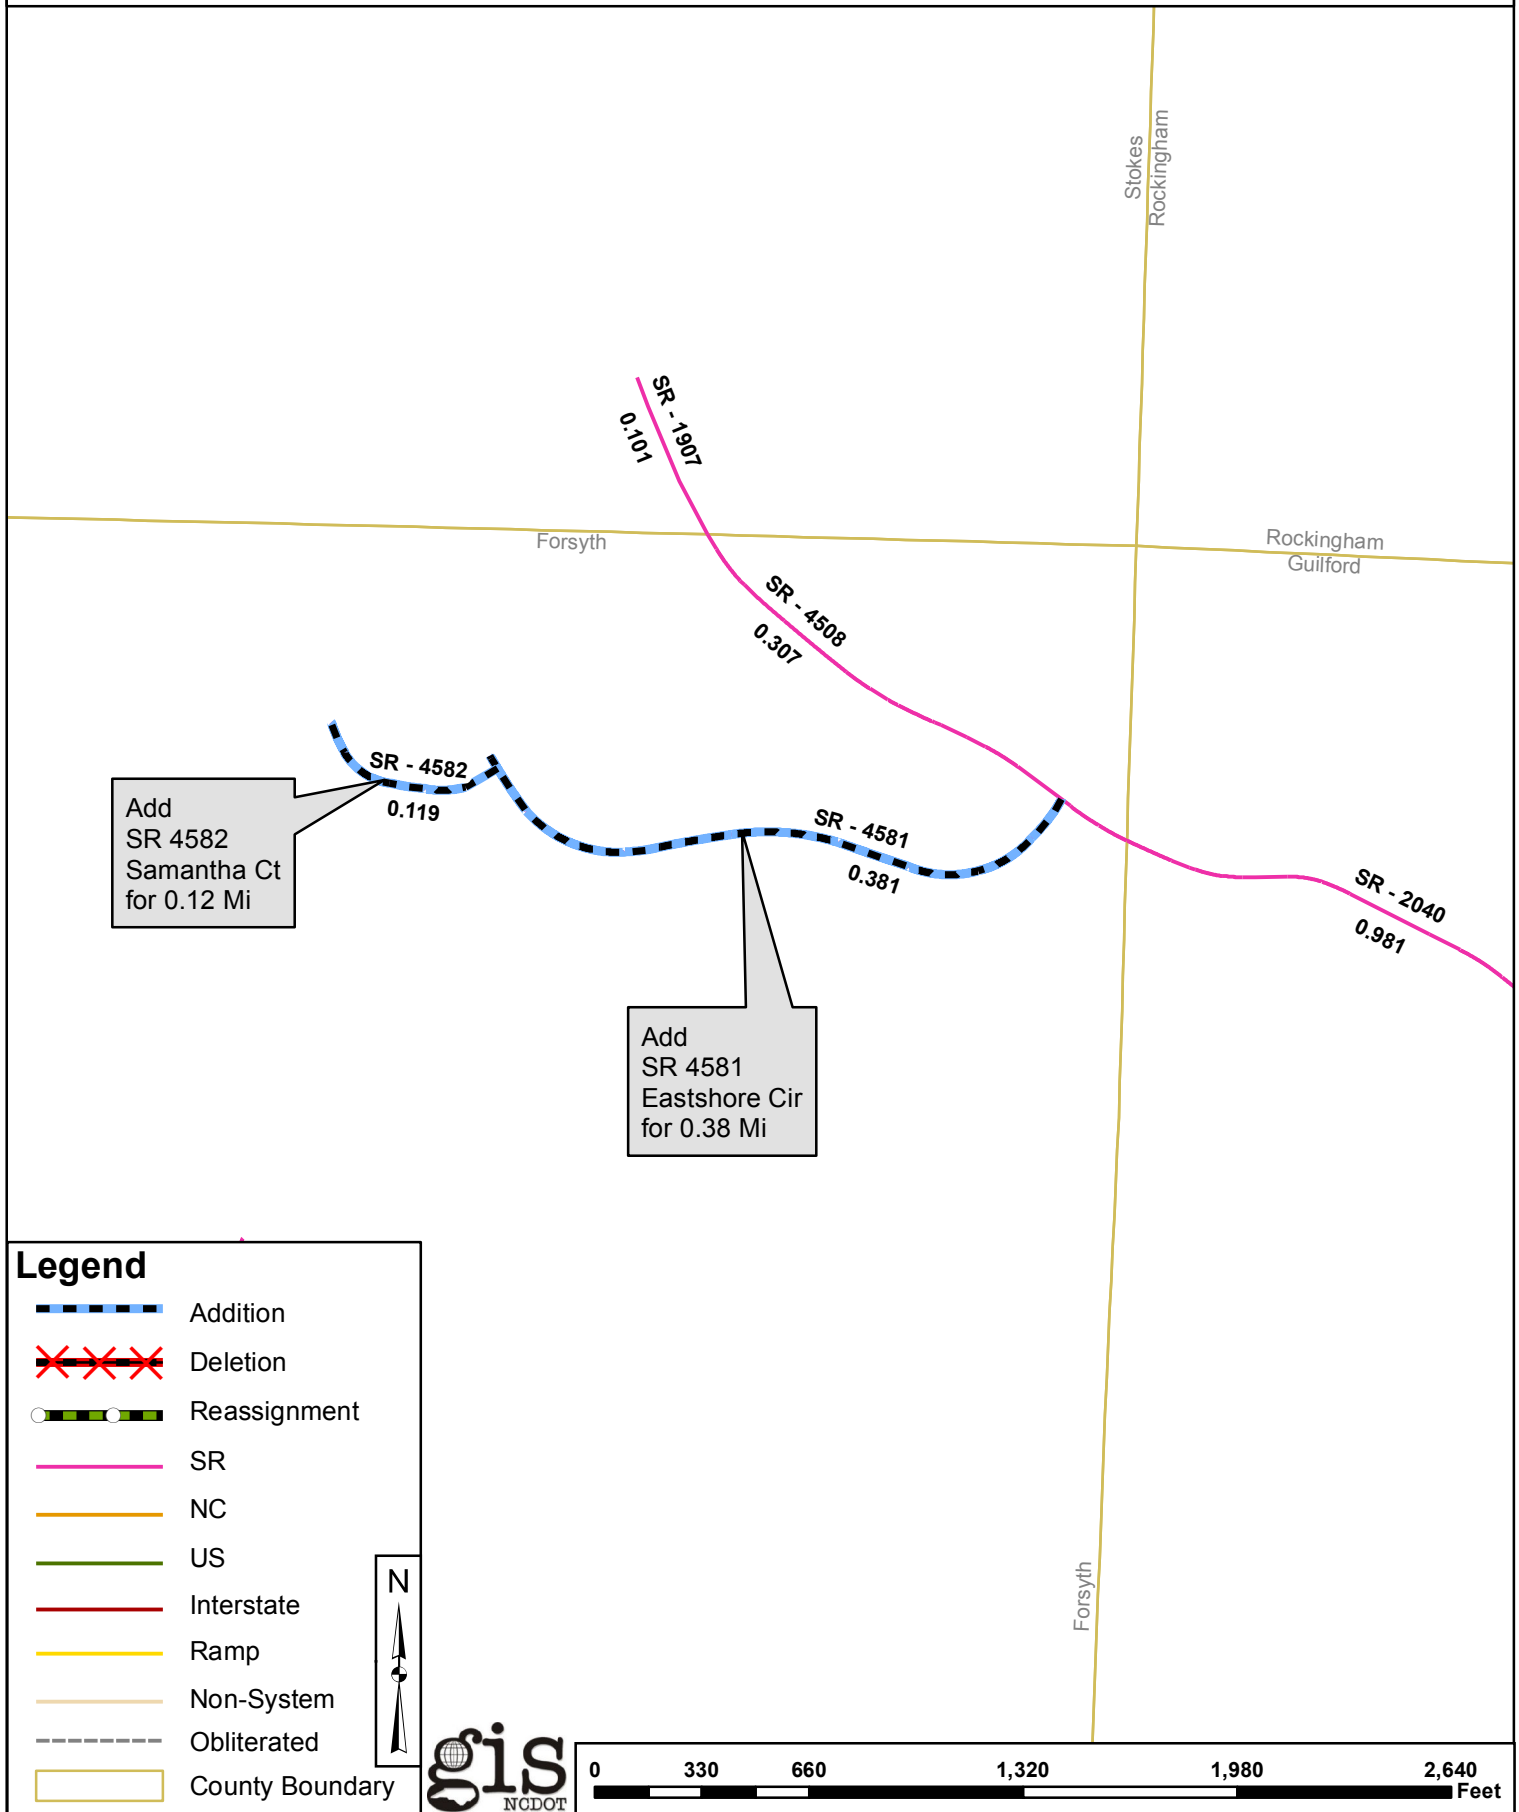 Stokes
Rockingham
SR - 1907
0.101
Forsyth
Rockingham
Guilford
SR - 4508
0.307
SR - 4582
0.119
Add
SR 4582
Samantha Ct
for 0.12 Mi
SR - 4581
0.381
SR - 2040
0.981
Add
SR 4581
Eastshore Cir
for 0.38 Mi
Forsyth
Legend
Addition
Deletion
Reassignment
SR
NC
US
Interstate
Ramp
Non-System
Obliterated
County Boundary
N
gis
NCDOT
0 330 660 1,320 1,980 2,640
Feet